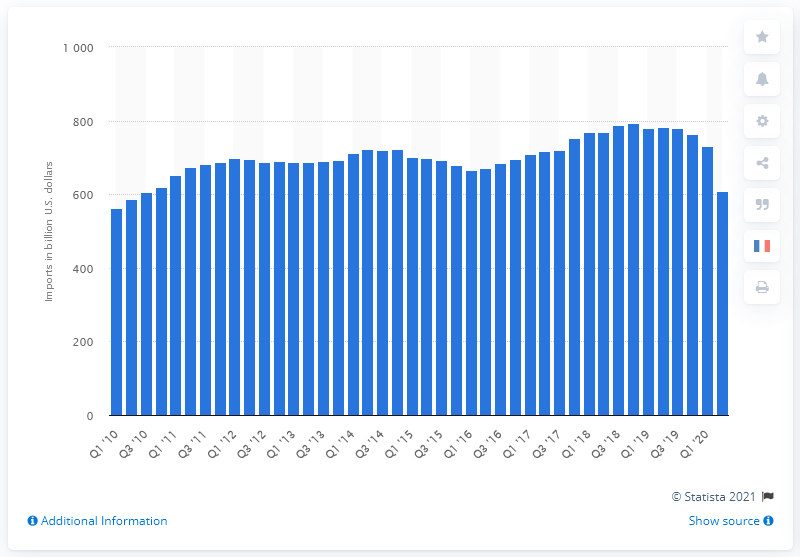 1 000
800
600
400
200
0
Imports in billion U.S. dollars
Q1 '10
Q3 '10
Q1 '11
Q3 '11
Q1 '12
Q3 '12
Q1 '13
Q3 '13
Q1 '14
Q3 '14
Q1 '15
Q3 '15
Q1 '16
Q3 '16
Q1 '17
Q3 '17
Q1 '18
Q3 '18
Q1 '19
Q3 '19
Q1 '20
© Statista 2021
Additional Information
Show source